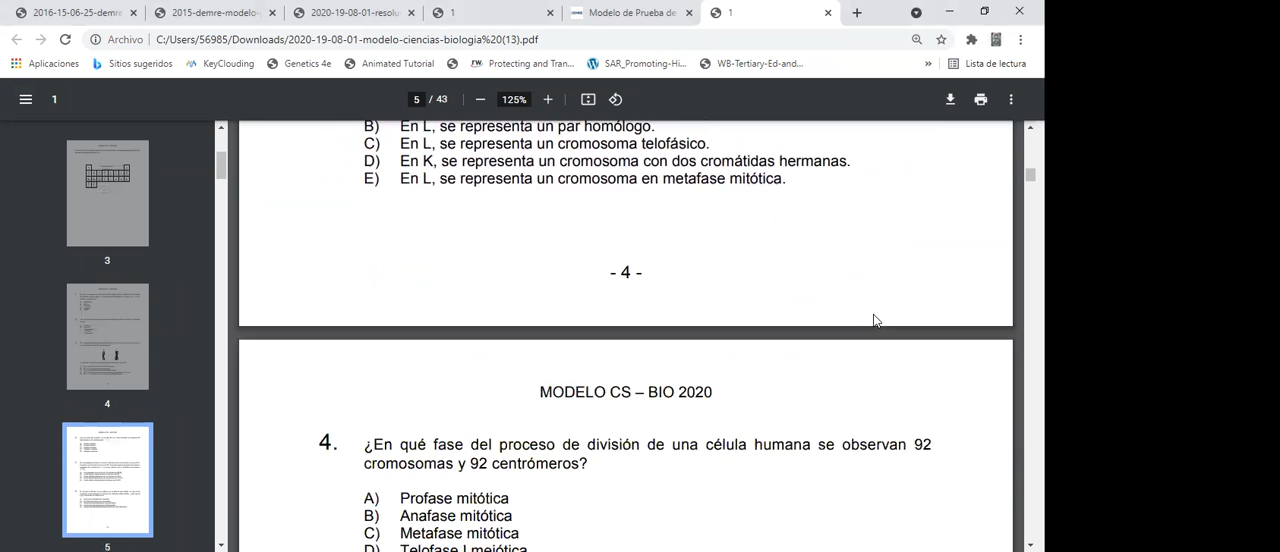 2016-15-06-25-demre
2015-demre-modelo-
2020-19-08-01-resolu
1
Modelo de Prueba de
1
Archivo | C:/Users/56985/Downloads/2020-19-08-01-modelo-ciencias-biologia%20(13).pdf
Aplicaciones Sitios sugeridos KeyClouding Genetics 4e Animated Tutorial Protecting and Tran... SAR_Promoting-Hi... WB-Tertiary-Ed-and... » Lista de lectura
1 5 / 43 125%
B) En L, se representa un par homólogo.
C) En L, se representa un cromosoma telofásico.
D) En K, se representa un cromosoma con dos cromátidas hermanas.
E) En L, se representa un cromosoma en metafase mitótica.
- 4 -
3
4
5
MODELO CS – BIO 2020
4. ¿En qué fase del proceso de división de una célula humana se observan 92
cromosomas y 92 centrómeros?
A) Profase mitótica
B) Anafase mitótica
C) Metafase mitótica
D) Telofase I meiótica